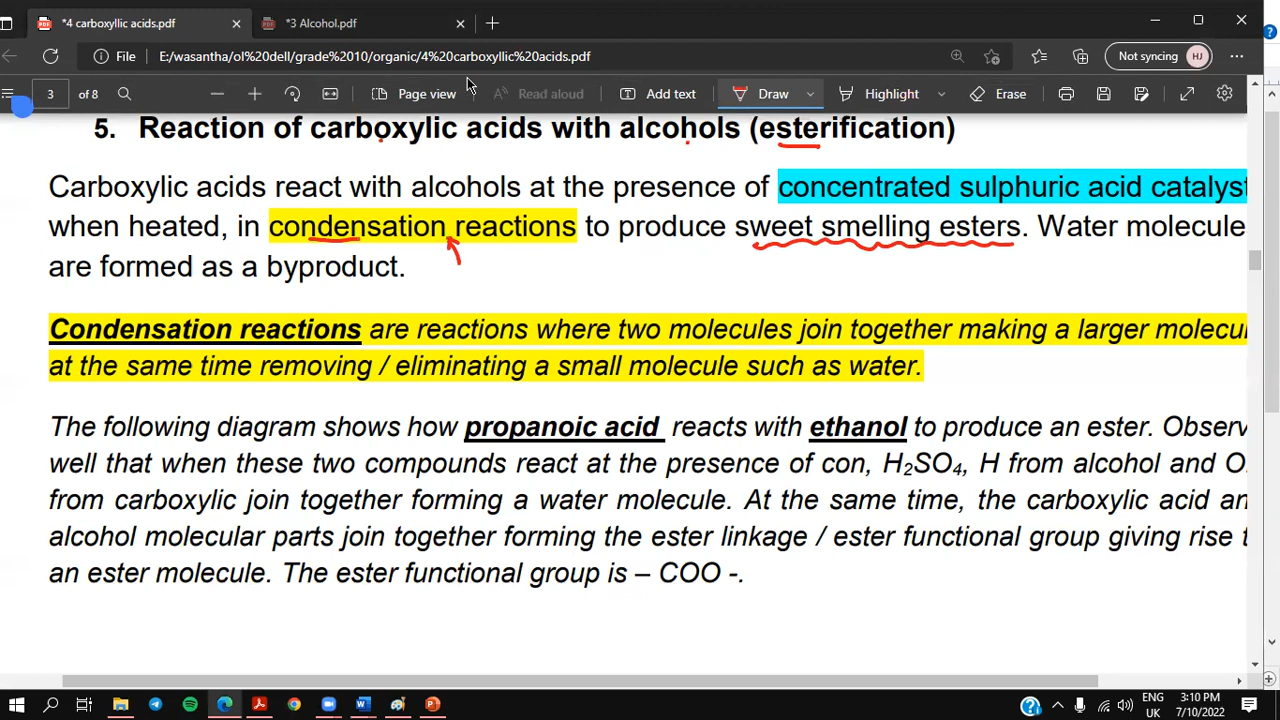 *4 carboxyllic acids.pdf
*3 Alcohol.pdf
File E:/wasantha/ol%20dell/grade%2010/organic/4%20carboxyllic%20acids.pdf
Not syncing HJ
3 of 8
Page view
Read aloud
Add text
Draw
Highlight
Erase
5. Reaction of carboxylic acids with alcohols (esterification)
Carboxylic acids react with alcohols at the presence of concentrated sulphuric acid catalyst
when heated, in condensation reactions to produce sweet smelling esters. Water molecule
are formed as a byproduct.
Condensation reactions are reactions where two molecules join together making a larger molecul
at the same time removing / eliminating a small molecule such as water.
The following diagram shows how propanoic acid reacts with ethanol to produce an ester. Observ
well that when these two compounds react at the presence of con, H₂SO₄, H from alcohol and O
from carboxylic join together forming a water molecule. At the same time, the carboxylic acid an
alcohol molecular parts join together forming the ester linkage / ester functional group giving rise t
an ester molecule. The ester functional group is – COO -.
ENG
UK
3:10 PM
7/10/2022